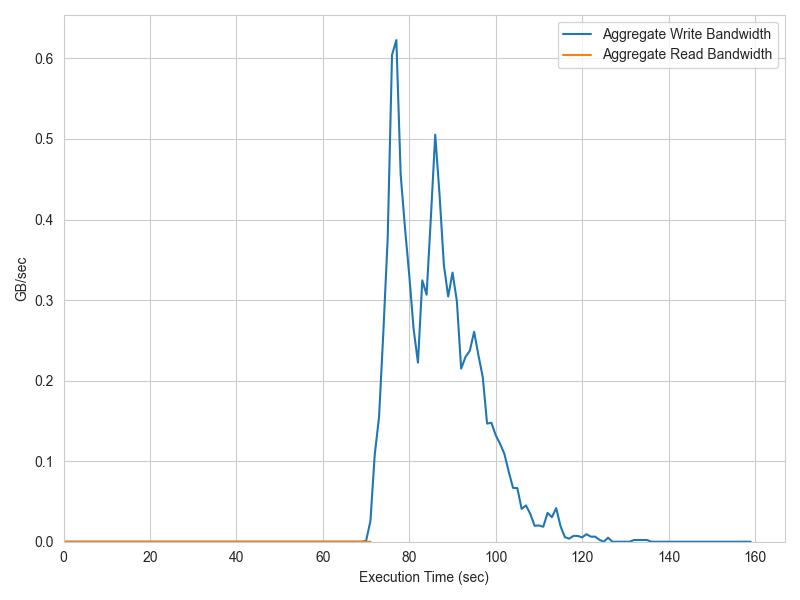 Aggregate Write Bandwidth
Aggregate Read Bandwidth
GB/sec
0.6
0.5
0.4
0.3
0.2
0.1
0.0
0 20 40 60 80 100 120 140 160
Execution Time (sec)